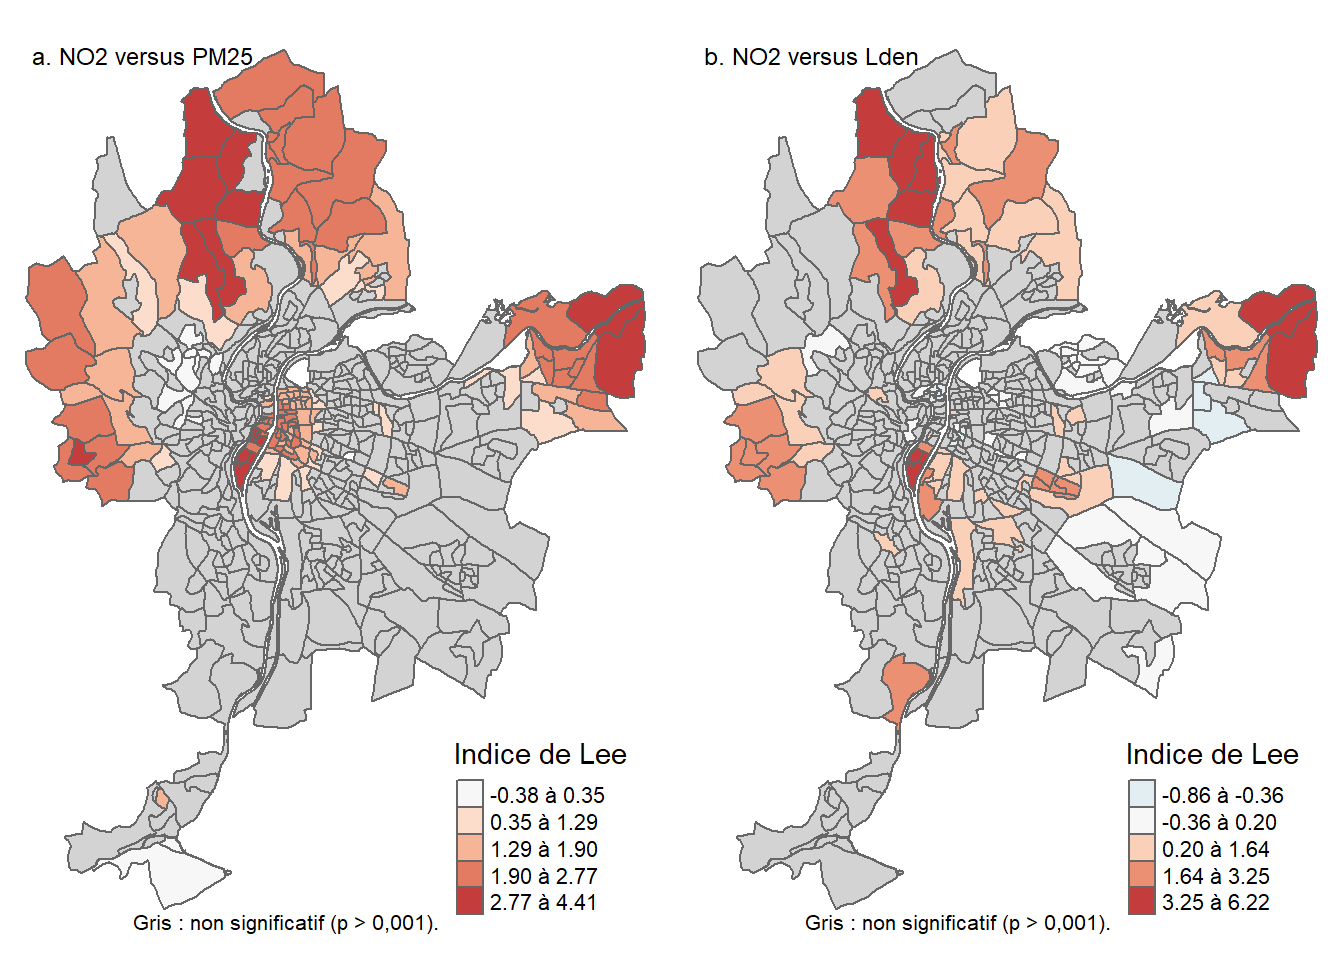 a. NO2 versus PM25
b. NO2 versus Lden
Indice de Lee
-0.38 à 0.35
0.35 à 1.29
1.29 à 1.90
1.90 à 2.77
2.77 à 4.41
Gris : non significatif (p > 0,001).
Indice de Lee
-0.86 à -0.36
-0.36 à 0.20
0.20 à 1.64
1.64 à 3.25
3.25 à 6.22
Gris : non significatif (p > 0,001).